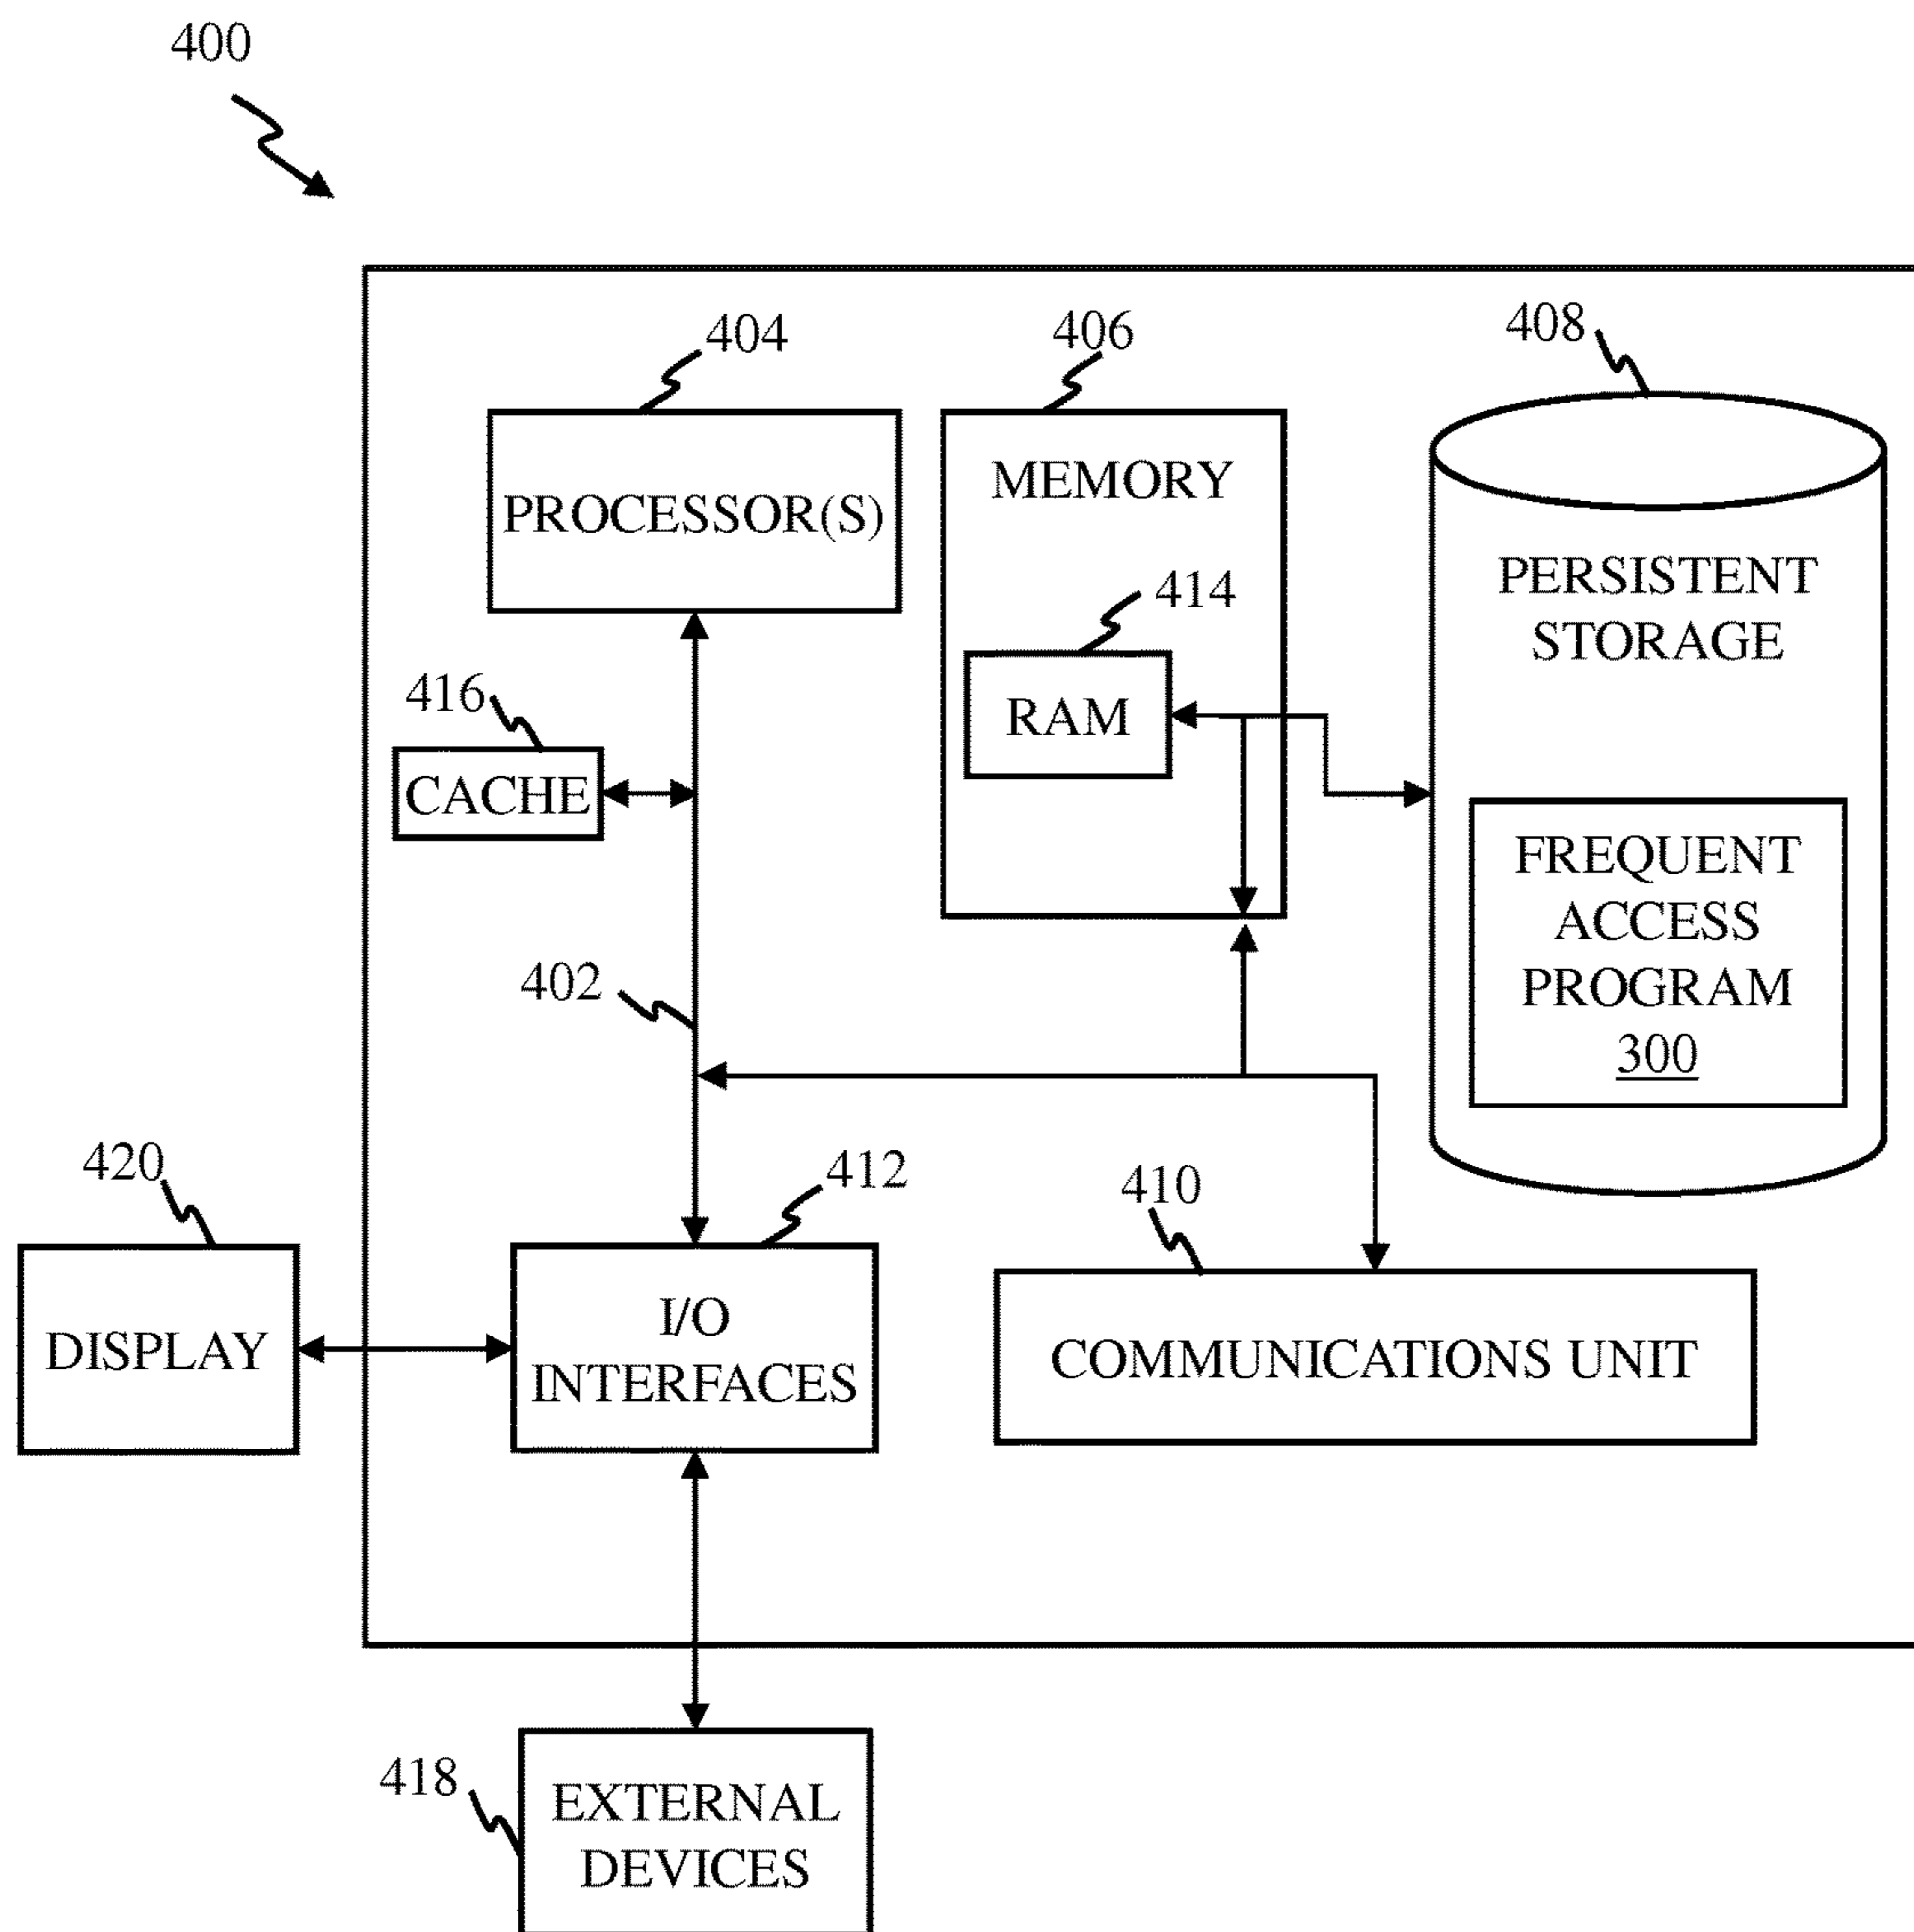 400
404
406
408
PROCESSOR(S)
MEMORY
PERSISTENT
STORAGE
414
RAM
416
CACHE
FREQUENT
ACCESS
PROGRAM
300
402
420
412
410
DISPLAY
I/O
INTERFACES
COMMUNICATIONS UNIT
418
EXTERNAL
DEVICES